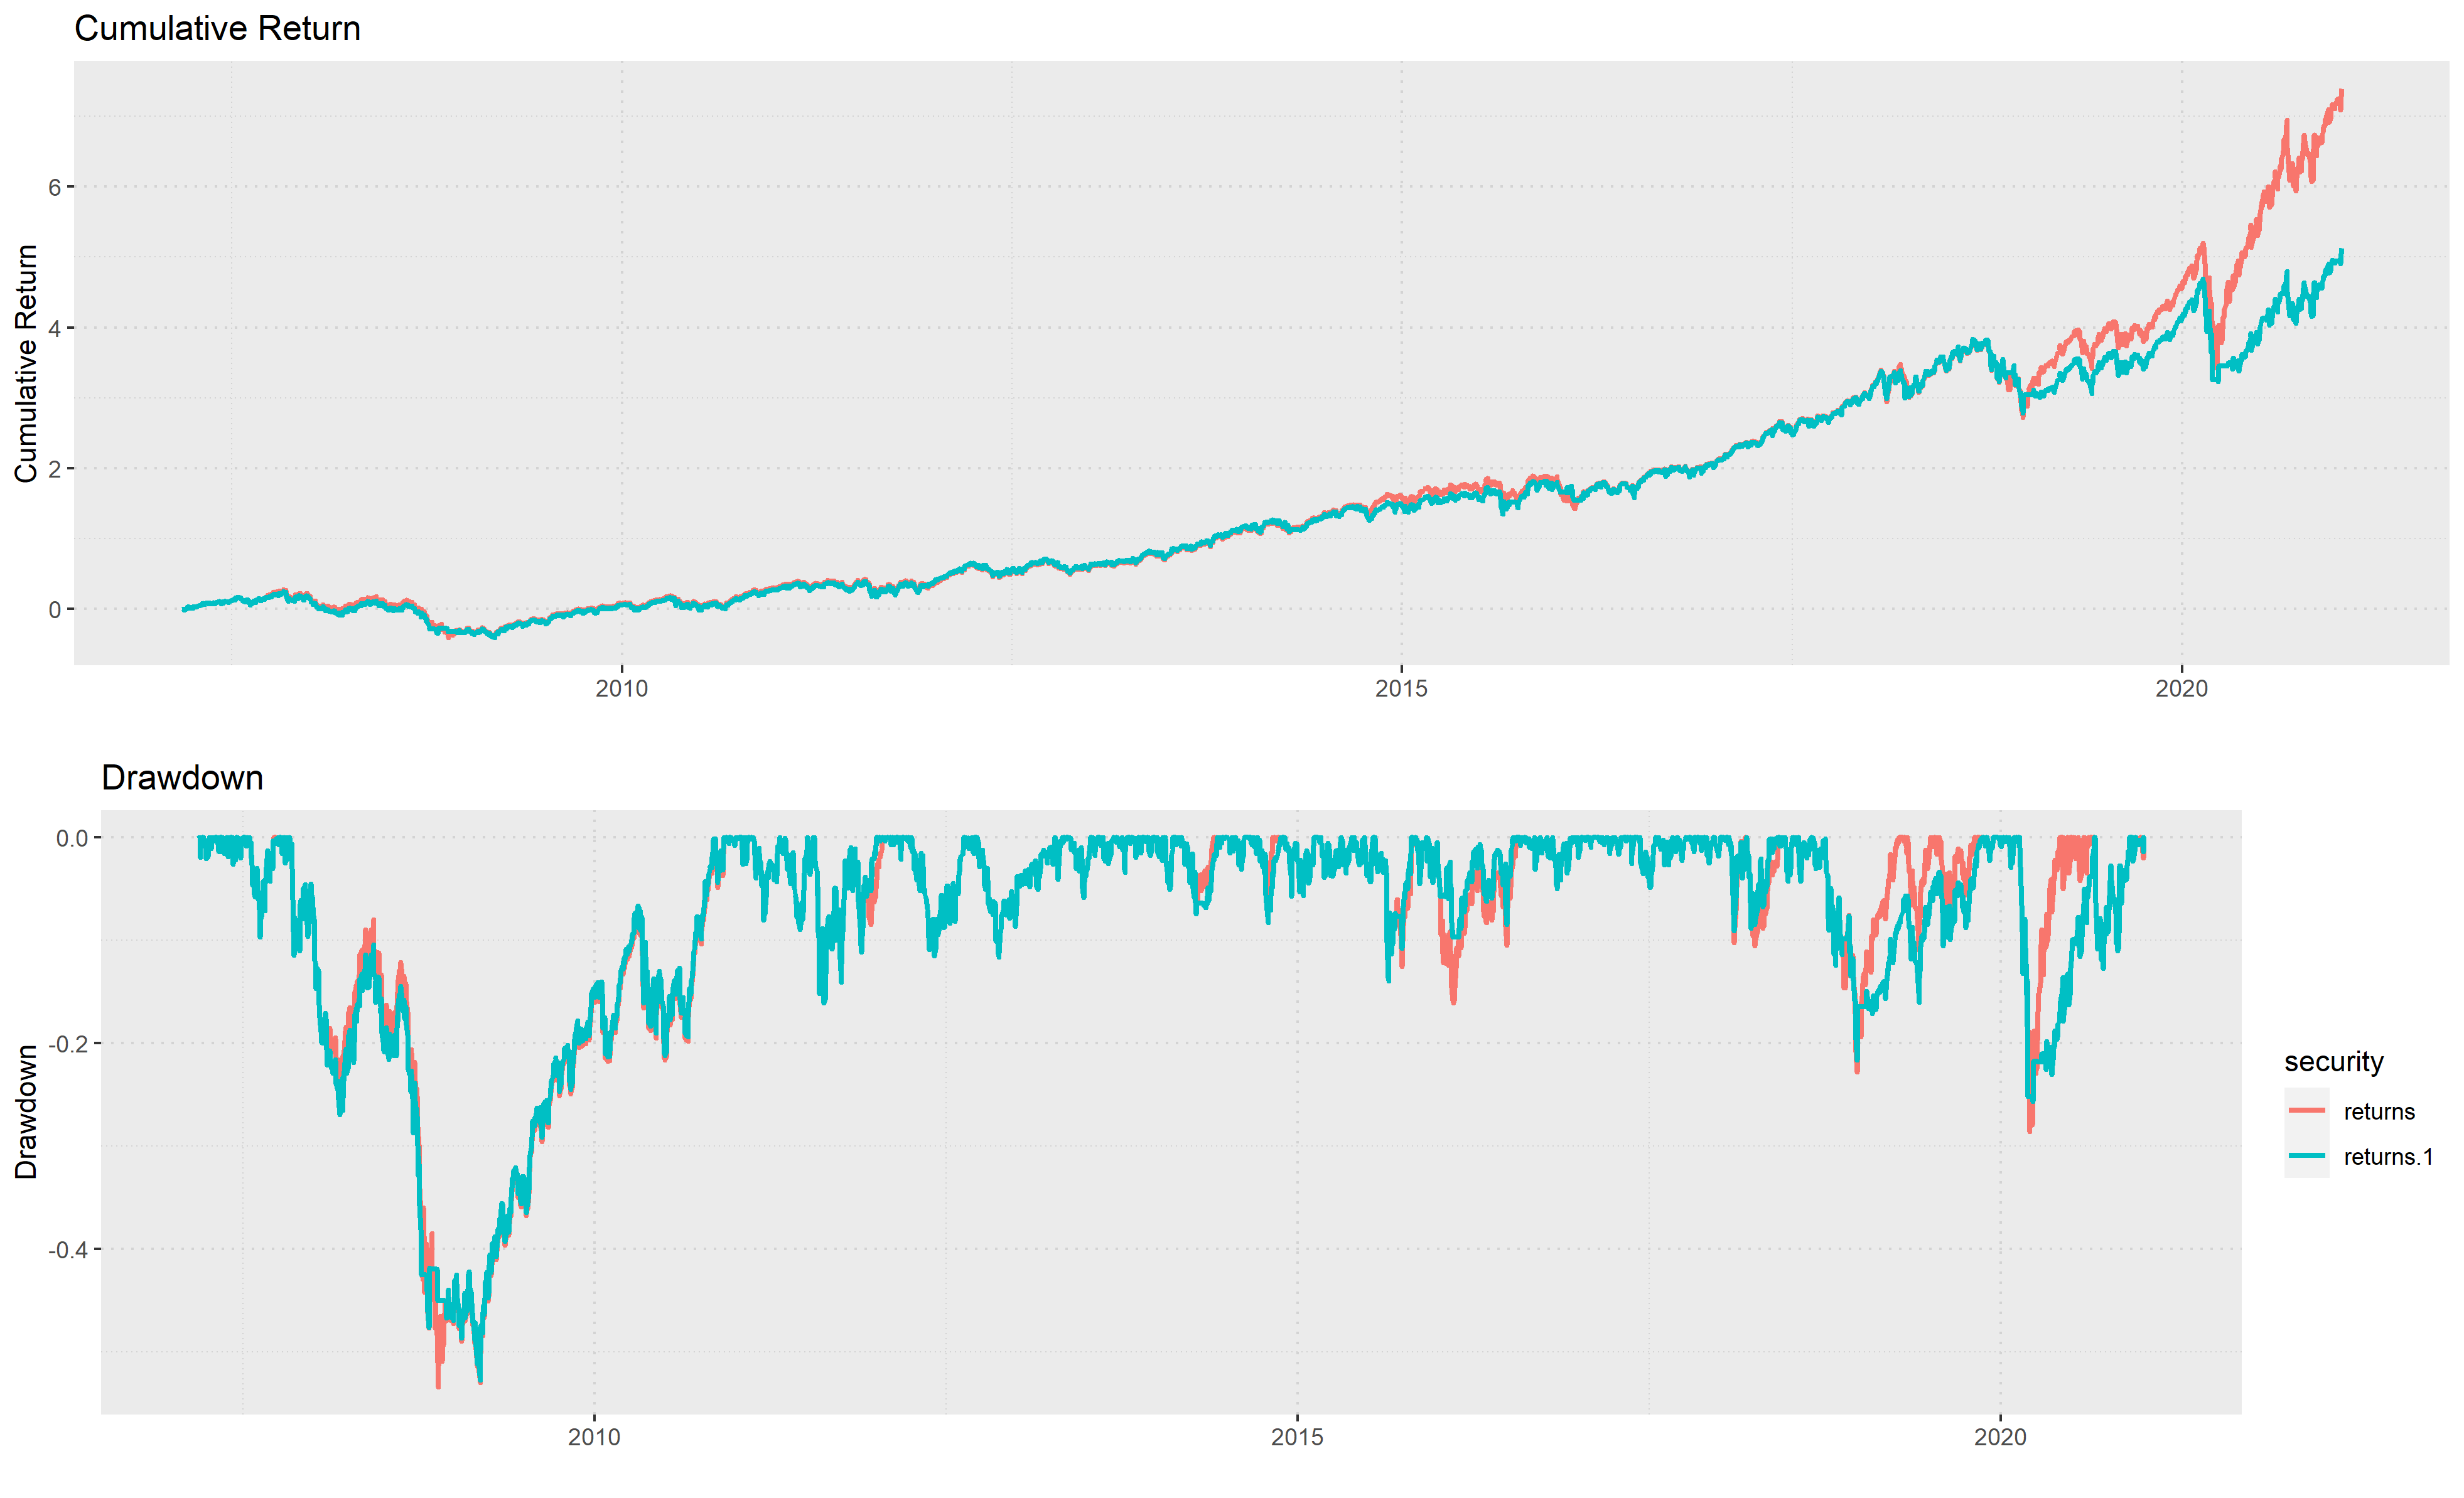 Cumulative Return
Cumulative Return
6
4
2
0
2010 2015 2020
Drawdown
Drawdown
0.0
-0.2
-0.4
2010 2015 2020
security
returns
returns.1